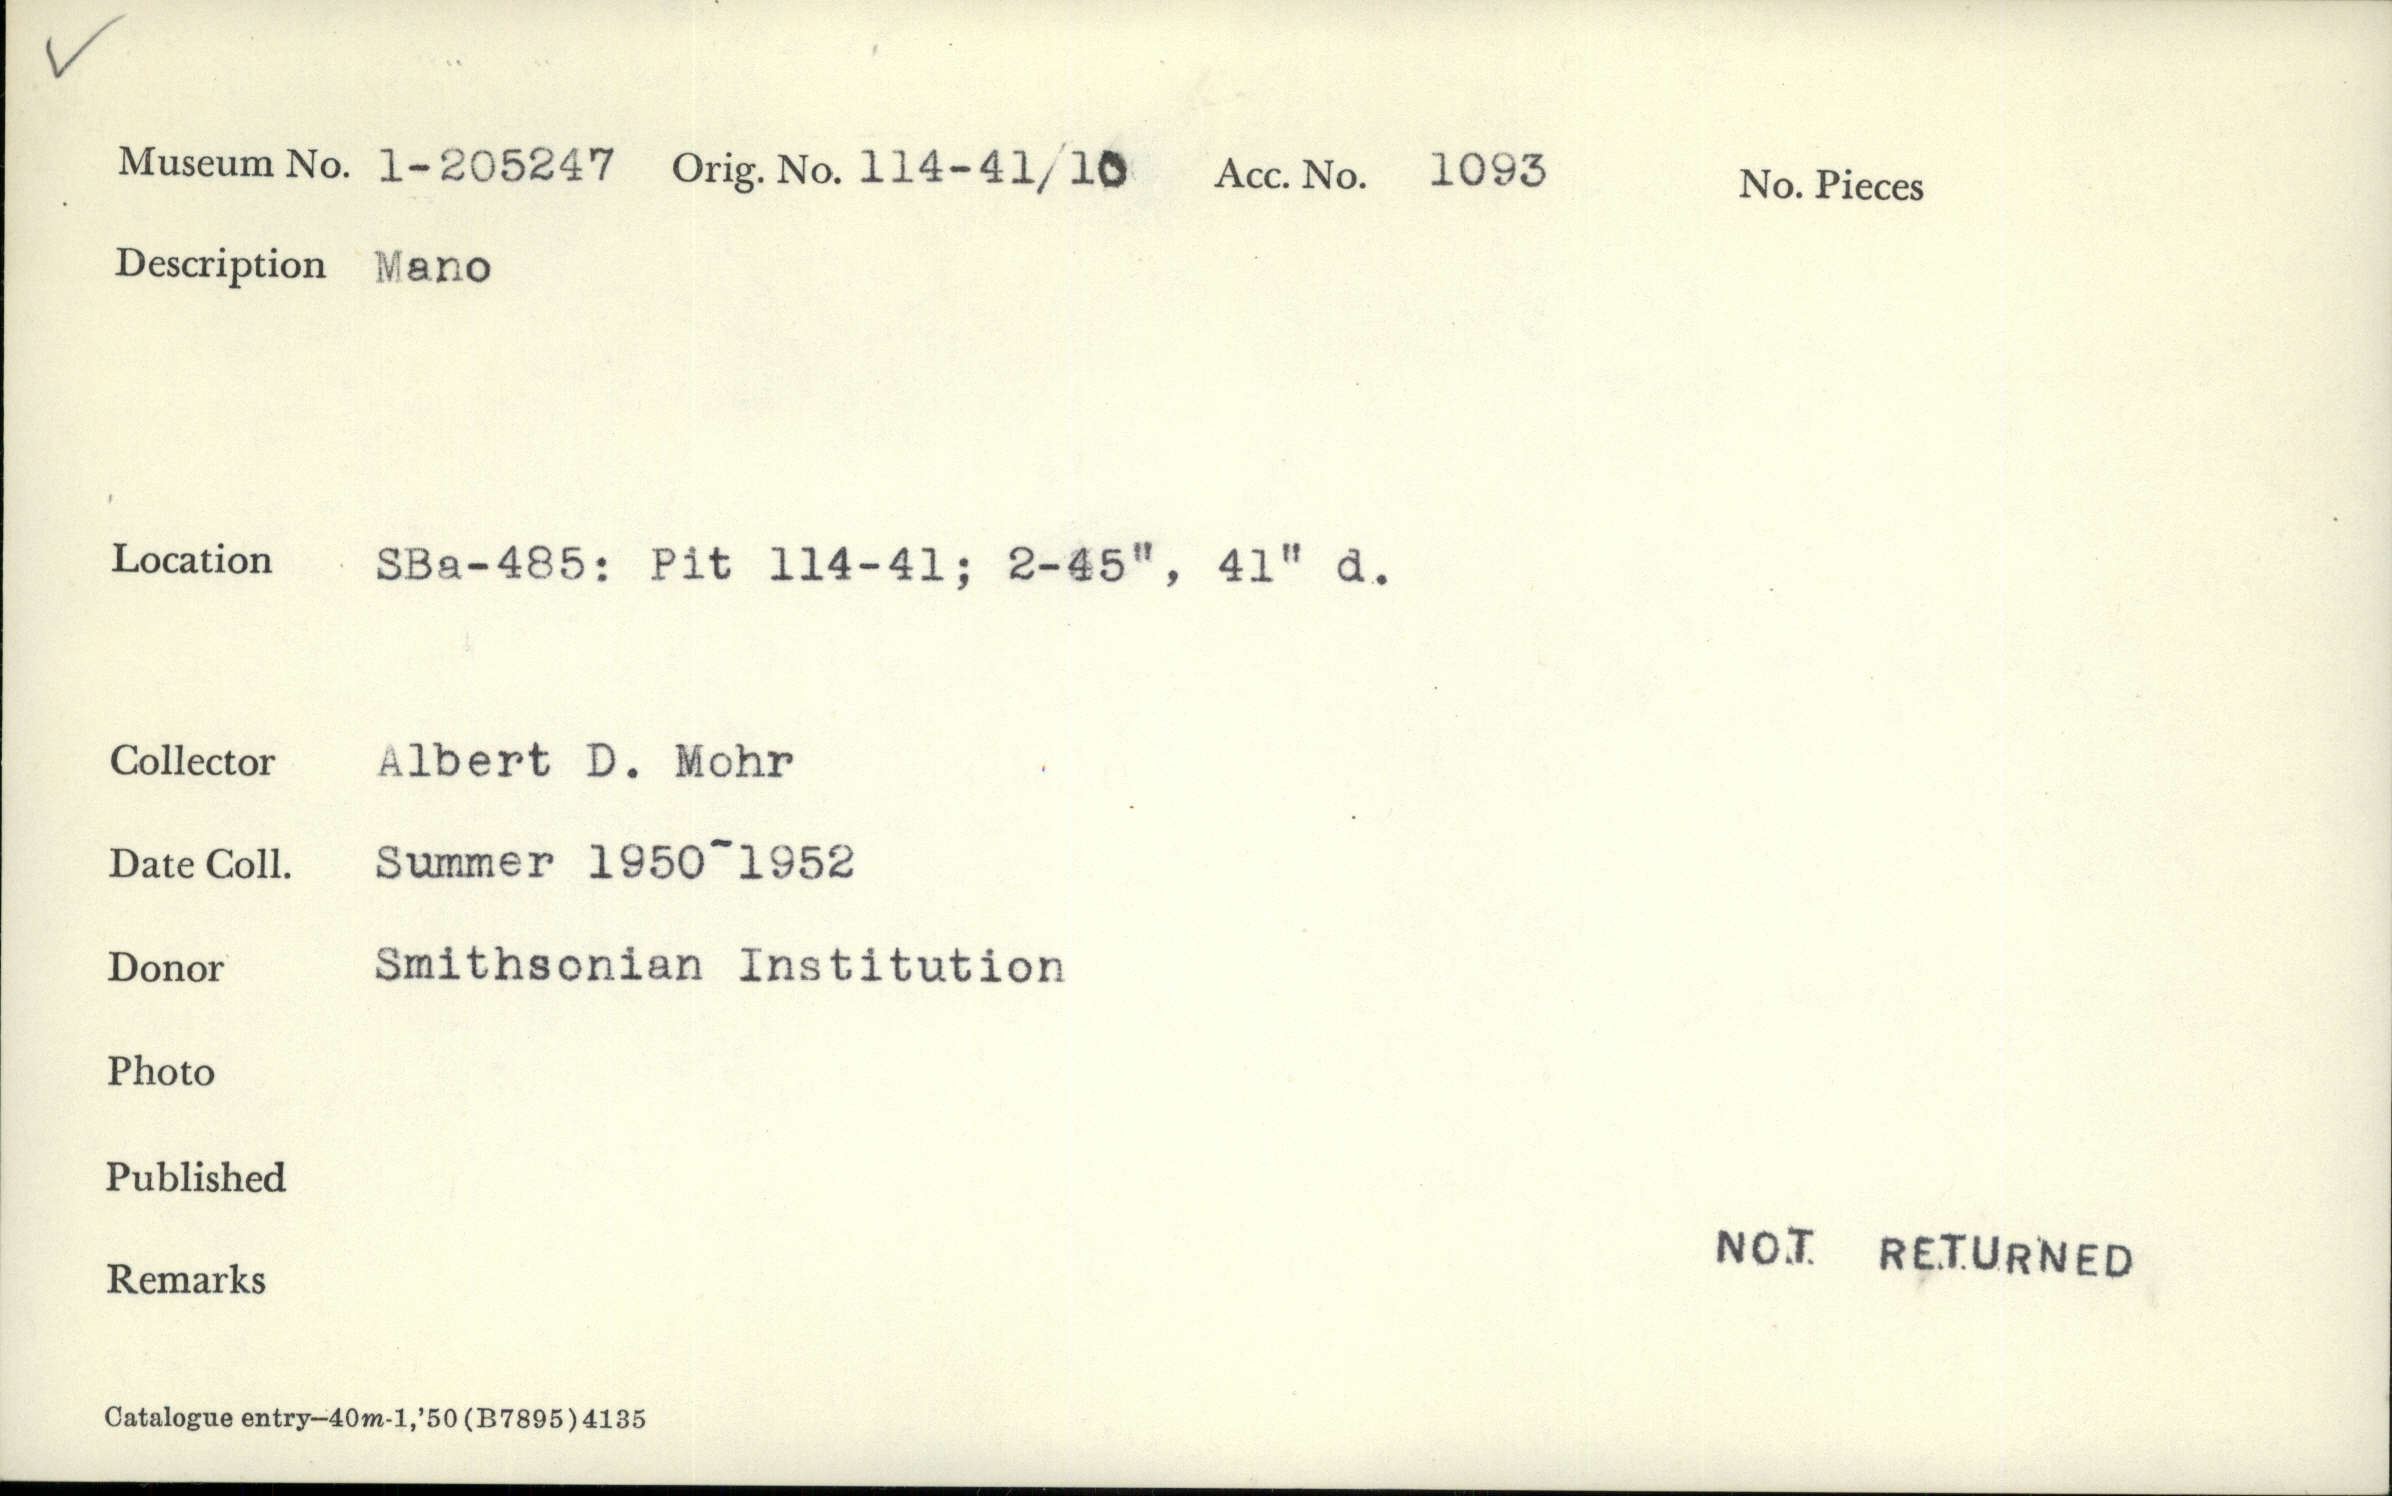 Museum No. 1-205247 Orig. No. 114-41/10 Acc. No. 1093 No. Pieces
Description Mano
Location SBa-485: Pit 114-41; 2-45", 41" d.
Collector Albert D. Mohr
Date Coll. Summer 1950-1952
Donor Smithsonian Institution
Photo
Published
NOT RETURNED
Remarks
Catalogue entry—40m-1,'50(B7895)4135